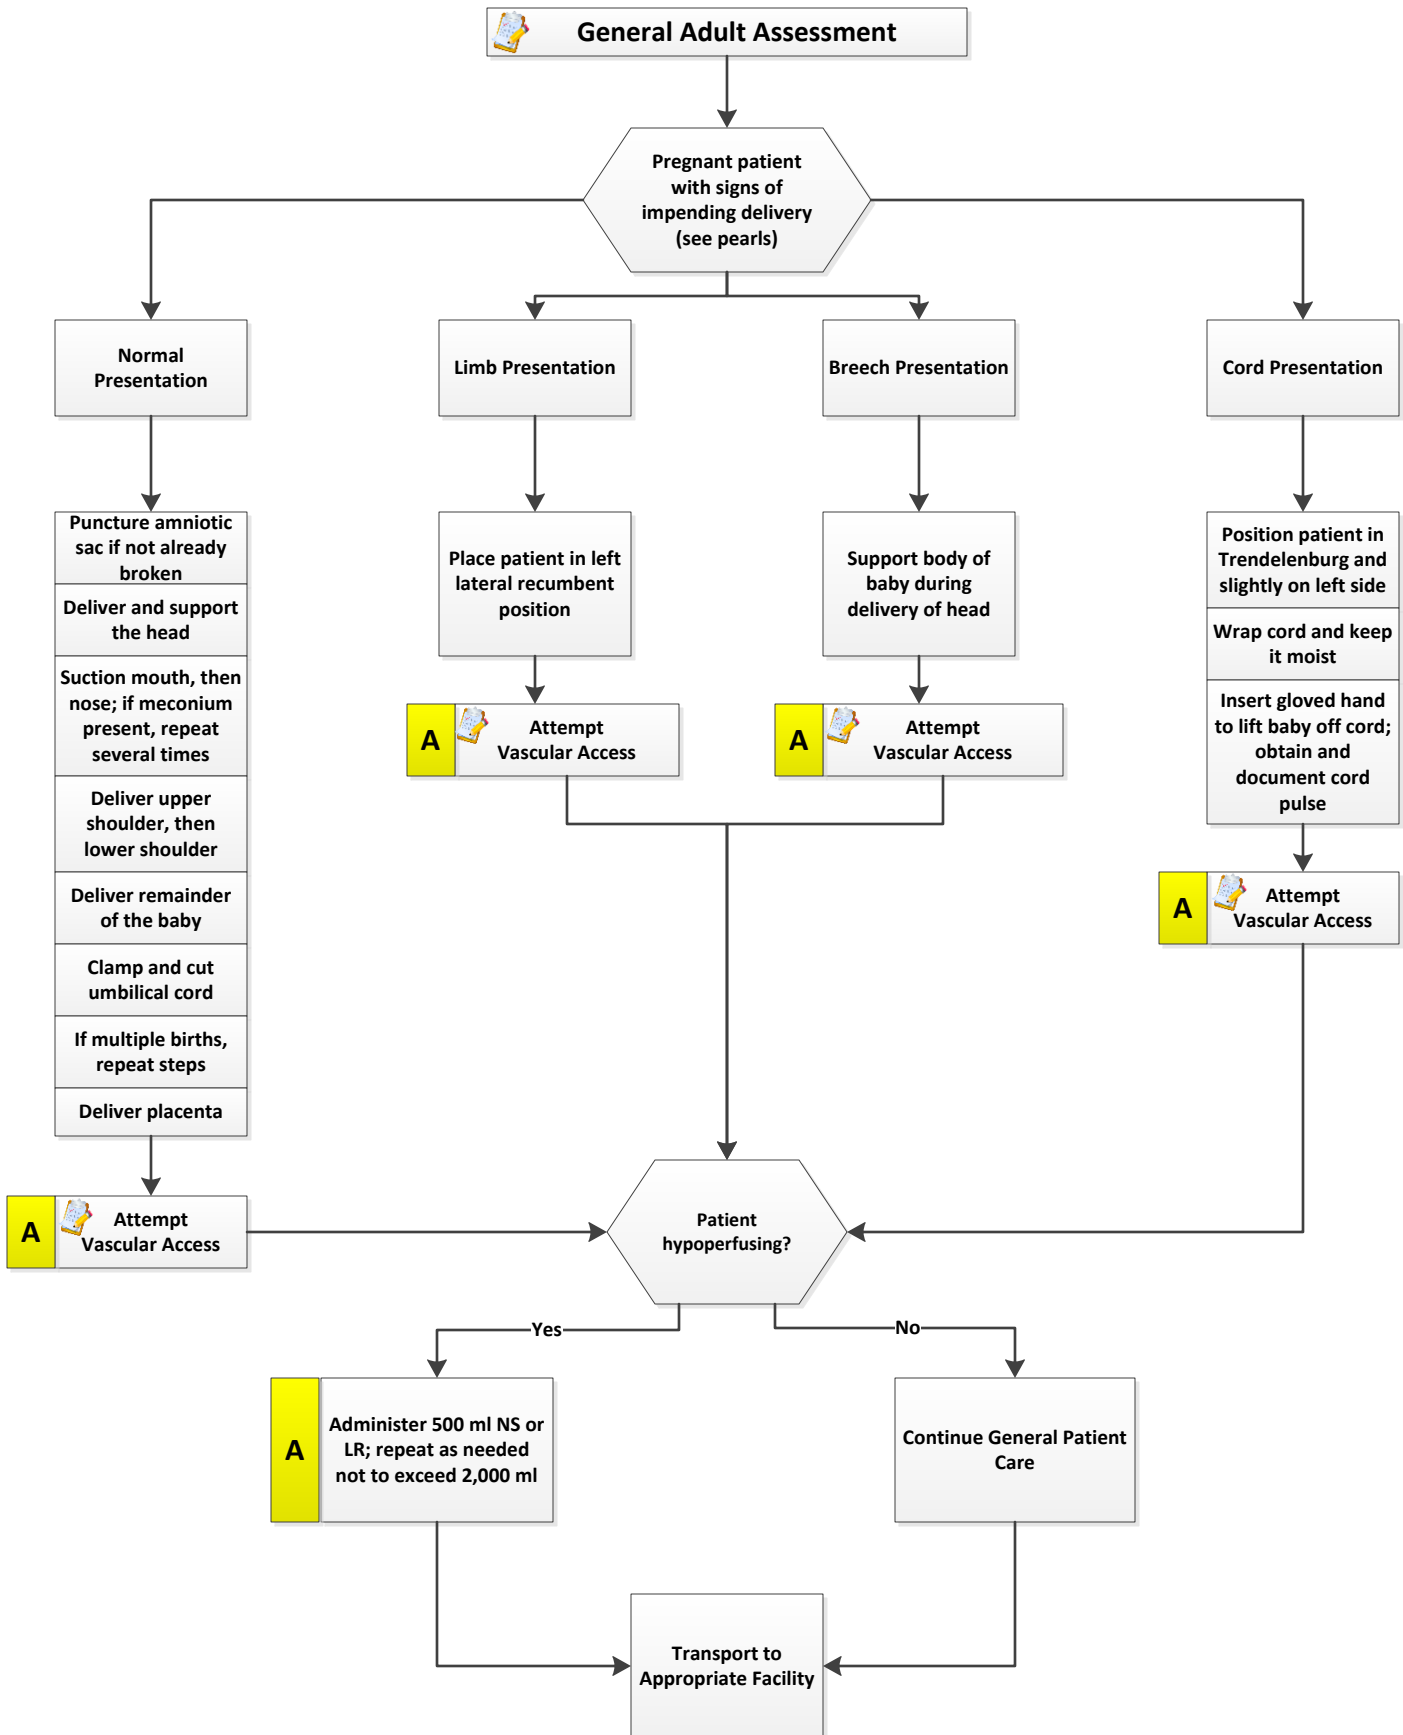 General Adult Assessment
Pregnant patient
with signs of
impending delivery
(see pearls)
Normal
Presentation
Limb Presentation
Breech Presentation
Cord Presentation
Puncture amniotic
sac if not already
broken
Deliver and support
the head
Suction mouth, then
nose; if meconium
present, repeat
several times
Deliver upper
shoulder, then
lower shoulder
Deliver remainder
of the baby
Clamp and cut
umbilical cord
If multiple births,
repeat steps
Deliver placenta
A
Attempt
Vascular Access
Place patient in left
lateral recumbent
position
A
Attempt
Vascular Access
Support body of
baby during
delivery of head
A
Attempt
Vascular Access
Position patient in
Trendelenburg and
slightly on left side
Wrap cord and keep
it moist
Insert gloved hand
to lift baby off cord;
obtain and
document cord
pulse
A
Attempt
Vascular Access
Patient
hypoperfusing?
Yes
No
A
Administer 500 ml NS or
LR; repeat as needed
not to exceed 2,000 ml
Continue General Patient
Care
Transport to
Appropriate Facility